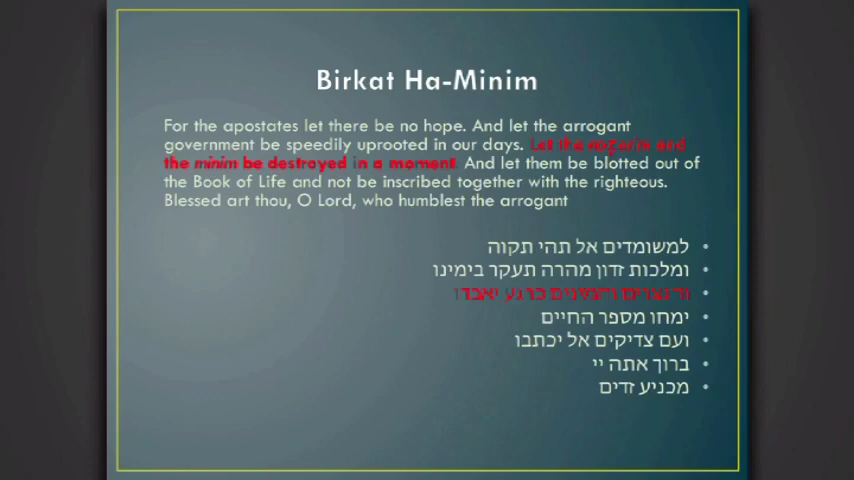 Birkat Ha-Minim
For the apostates let there be no hope. And let the arrogant
government be speedily uprooted in our days. Let the nozerim and
the minim be destroyed in a moment. And let them be blotted out of
the Book of Life and not be inscribed together with the righteous.
Blessed art thou, O Lord, who humblest the arrogant
• למשומדים אל תהי תקוה
• ומלכות זדון מהרה תעקר בימינו
• והנצרים והמינים כרגע יאבדו
• ימחו מספר החיים
• ועם צדיקים אל יכתבו
• ברוך אתה יי
• מכניע זדים